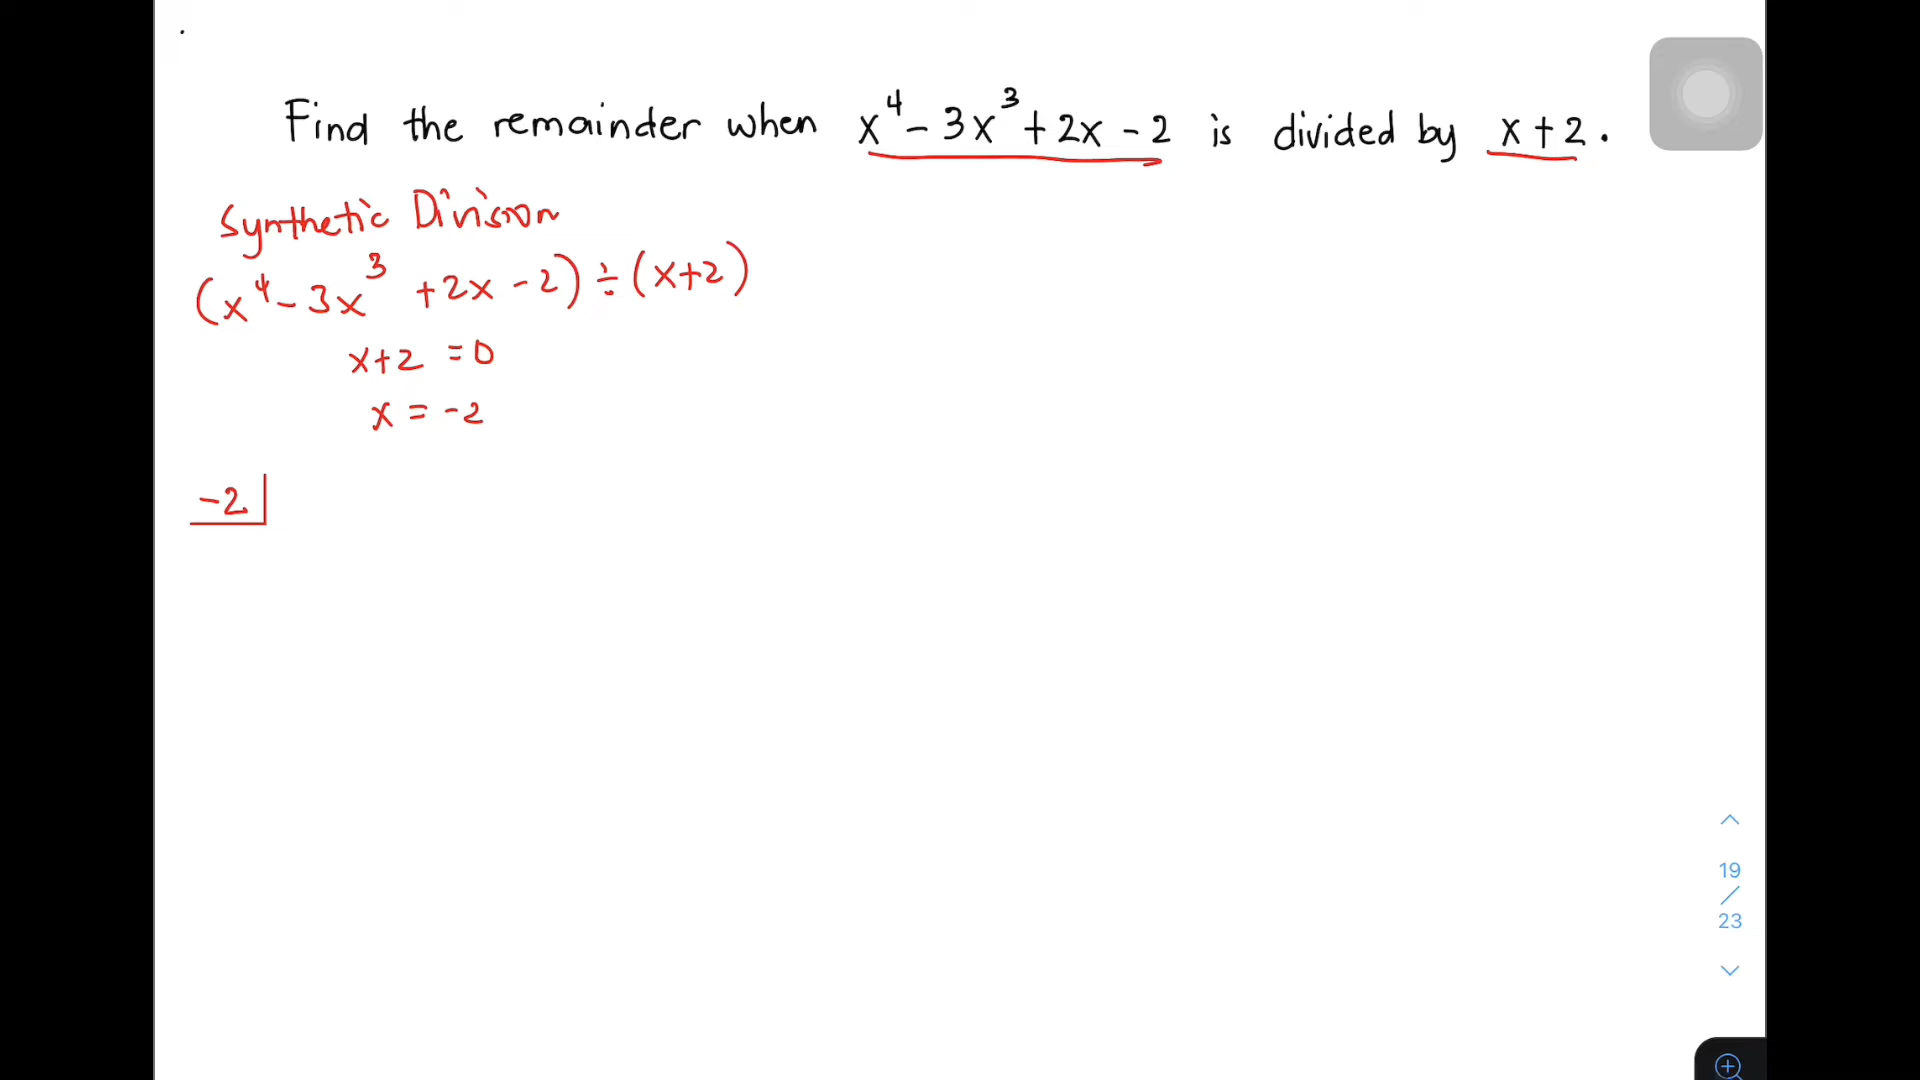 Find the remainder when x⁴ - 3x³ + 2x - 2 is divided by x + 2.
Synthetic Division
(x⁴ - 3x³ + 2x - 2) ÷ (x+2)
x+2 = 0
x = -2
-2
19
/
23